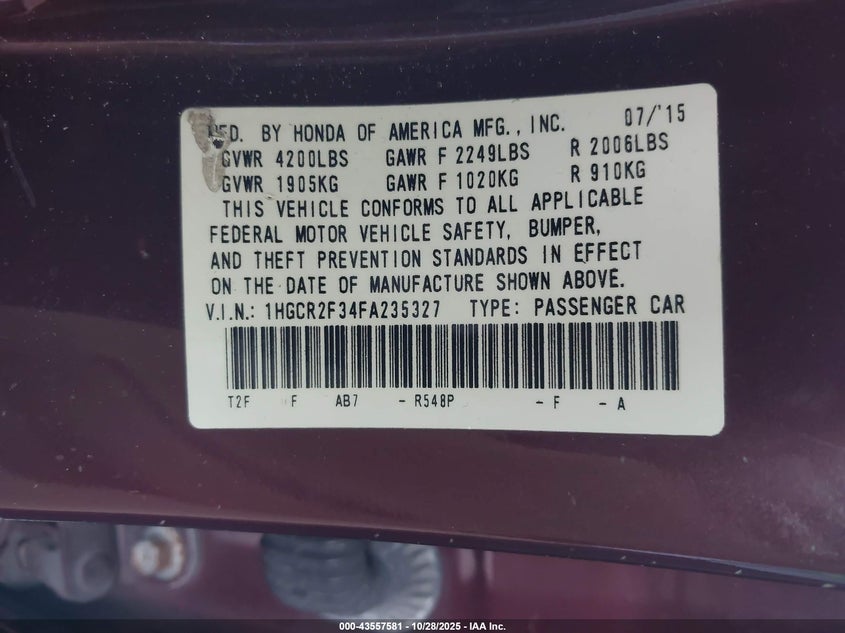 MFD. BY HONDA OF AMERICA MFG., INC. 07/'15
GVWR 4200LBS GAWR F 2249LBS R 2006LBS
GVWR 1905KG GAWR F 1020KG R 910KG
THIS VEHICLE CONFORMS TO ALL APPLICABLE
FEDERAL MOTOR VEHICLE SAFETY, BUMPER,
AND THEFT PREVENTION STANDARDS IN EFFECT
ON THE DATE OF MANUFACTURE SHOWN ABOVE.
V.I.N.: 1HGCR2F34FA235327 TYPE: PASSENGER CAR
T2F F AB7 - R548P - F - A
000-43557581 | 10/28/2025 - IAA Inc.